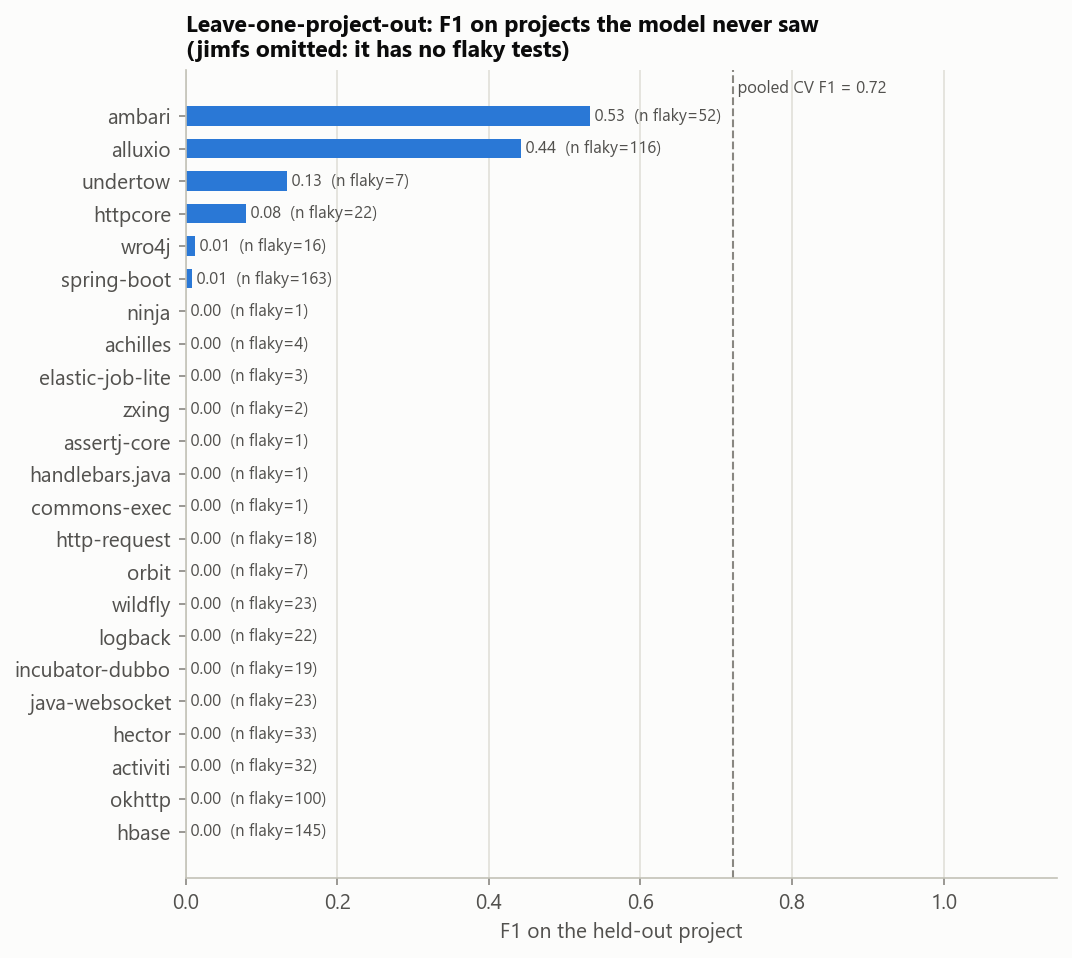 Leave-one-project-out: F1 on projects the model never saw
(jimfs omitted: it has no flaky tests)
pooled CV F1 = 0.72
ambari 0.53 (n flaky=52)
alluxio 0.44 (n flaky=116)
undertow 0.13 (n flaky=7)
httpcore 0.08 (n flaky=22)
wro4j 0.01 (n flaky=16)
spring-boot 0.01 (n flaky=163)
ninja 0.00 (n flaky=1)
achilles 0.00 (n flaky=4)
elastic-job-lite 0.00 (n flaky=3)
zxing 0.00 (n flaky=2)
assertj-core 0.00 (n flaky=1)
handlebars.java 0.00 (n flaky=1)
commons-exec 0.00 (n flaky=1)
http-request 0.00 (n flaky=18)
orbit 0.00 (n flaky=7)
wildfly 0.00 (n flaky=23)
logback 0.00 (n flaky=22)
incubator-dubbo 0.00 (n flaky=19)
java-websocket 0.00 (n flaky=23)
hector 0.00 (n flaky=33)
activiti 0.00 (n flaky=32)
okhttp 0.00 (n flaky=100)
hbase 0.00 (n flaky=145)
0.0 0.2 0.4 0.6 0.8 1.0
F1 on the held-out project